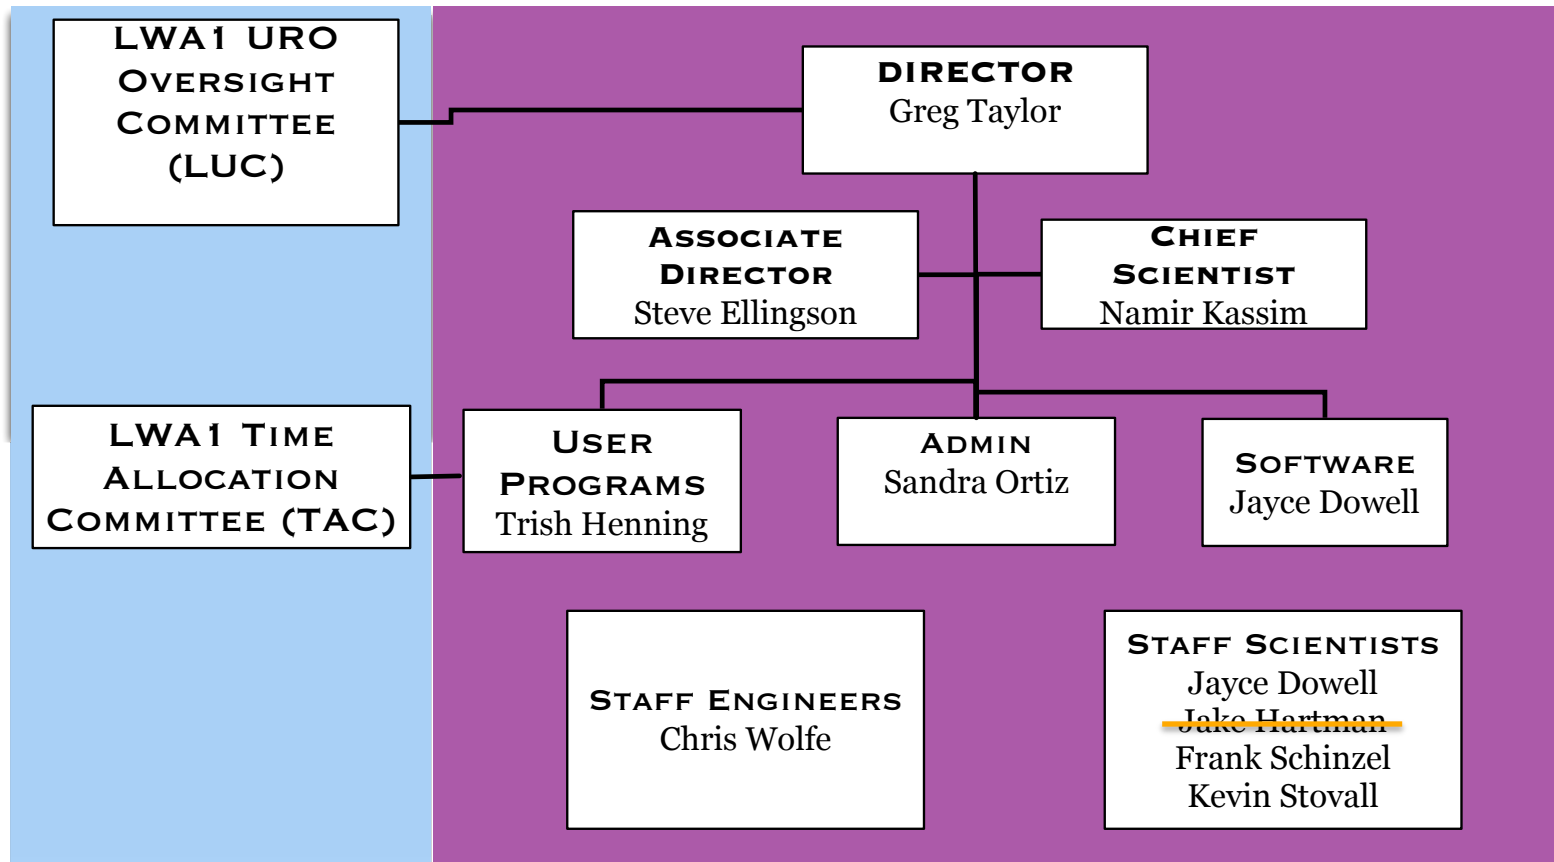 LWA1 URO
OVERSIGHT
COMMITTEE
(LUC)
DIRECTOR
Greg Taylor
ASSOCIATE
DIRECTOR
Steve Ellingson
CHIEF
SCIENTIST
Namir Kassim
LWA1 TIME
ALLOCATION
COMMITTEE (TAC)
USER
PROGRAMS
Trish Henning
ADMIN
Sandra Ortiz
SOFTWARE
Jayce Dowell
STAFF ENGINEERS
Chris Wolfe
STAFF SCIENTISTS
Jayce Dowell
Jake Hartman
Frank Schinzel
Kevin Stovall